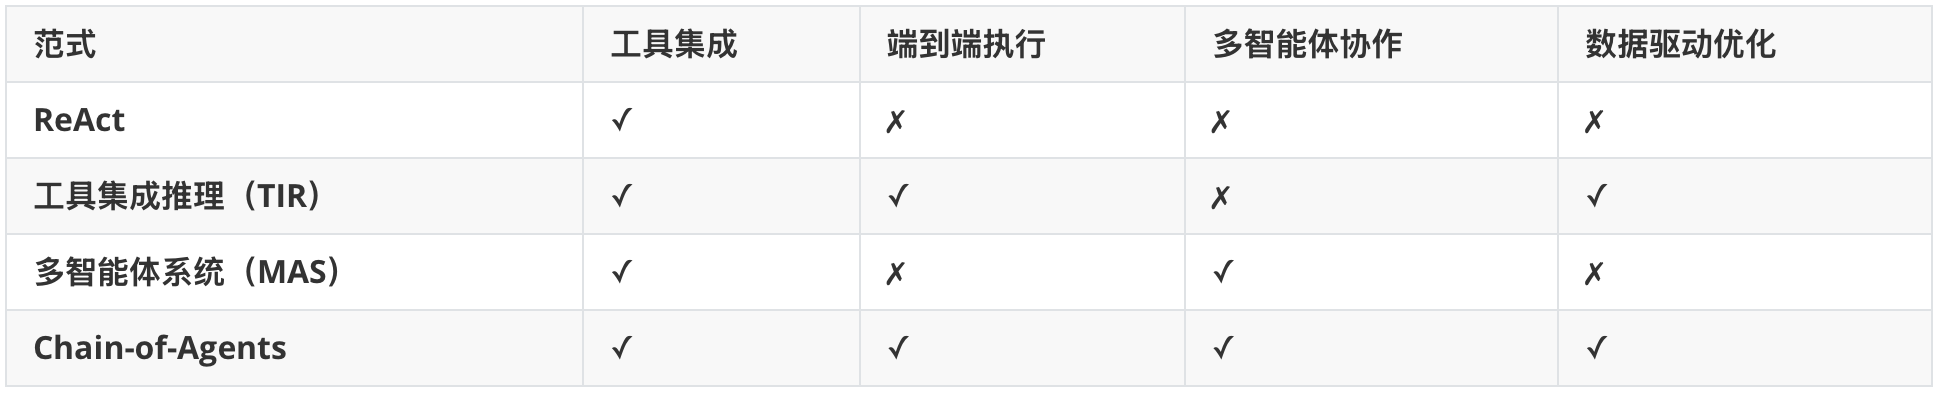 范式 工具集成 端到端执行 多智能体协作 数据驱动优化
ReAct ✓ ✗ ✗ ✗
工具集成推理（TIR） ✓ ✓ ✗ ✓
多智能体系统（MAS） ✓ ✗ ✓ ✗
Chain-of-Agents ✓ ✓ ✓ ✓